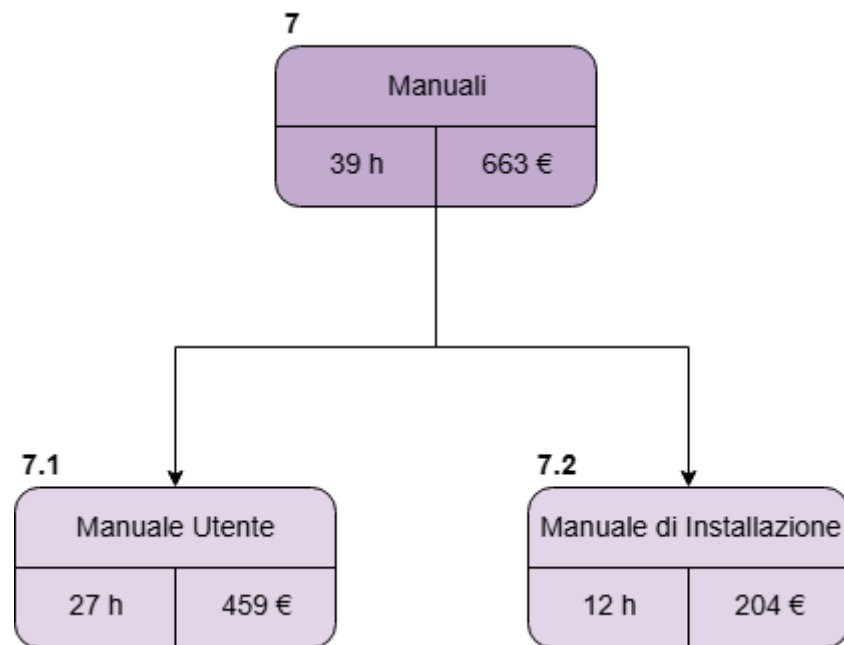 7
Manuali
39 h 663 €
7.1
Manuale Utente
27 h 459 €
7.2
Manuale di Installazione
12 h 204 €